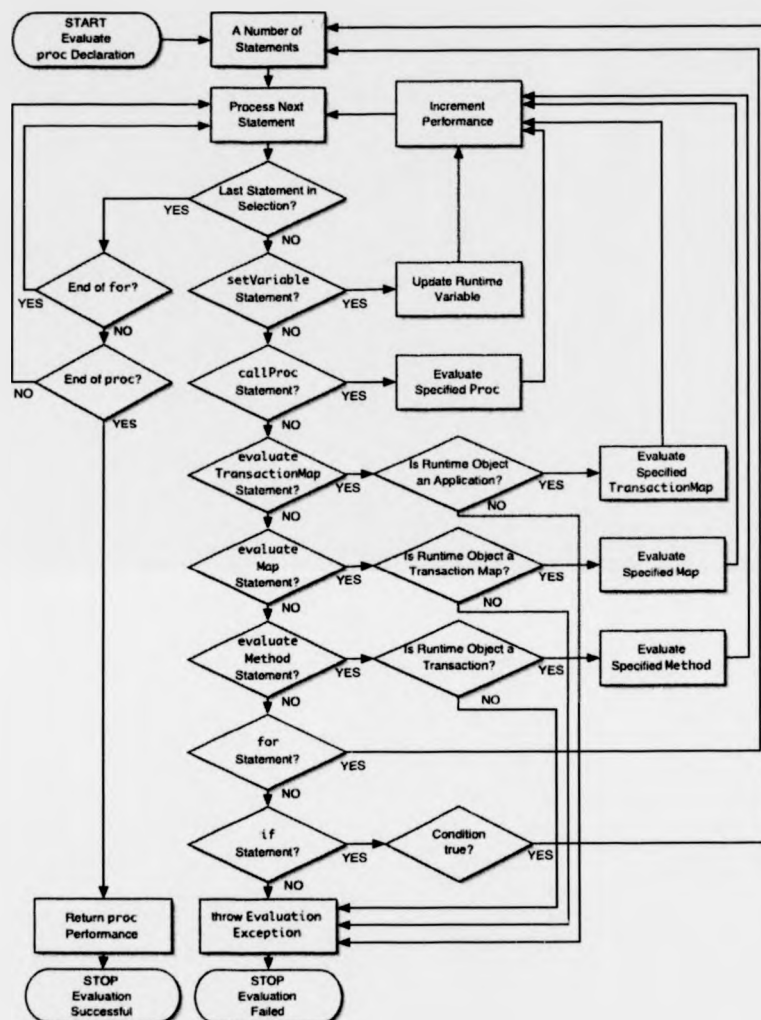 START
Evaluate
proc Declaration
A Number of
Statements
Process Next
Statement
Increment
Performance
Last Statement in
Selection?
YES
NO
End of for?
YES
NO
setVariable
Statement?
YES
NO
Update Runtime
Variable
End of proc?
NO
YES
callProc
Statement?
YES
NO
Evaluate
Specified Proc
evaluate
TransactionMap
Statement?
YES
NO
Is Runtime Object
an Application?
YES
NO
Evaluate
Specified
TransactionMap
evaluate
Map
Statement?
YES
NO
Is Runtime Object a
Transaction Map?
YES
NO
Evaluate
Specified Map
evaluate
Method
Statement?
YES
NO
Is Runtime Object a
Transaction?
YES
NO
Evaluate
Specified Method
for
Statement?
YES
NO
if
Statement?
YES
NO
Condition
true?
YES
Return proc
Performance
throw Evaluation
Exception
STOP
Evaluation
Successful
STOP
Evaluation
Failed